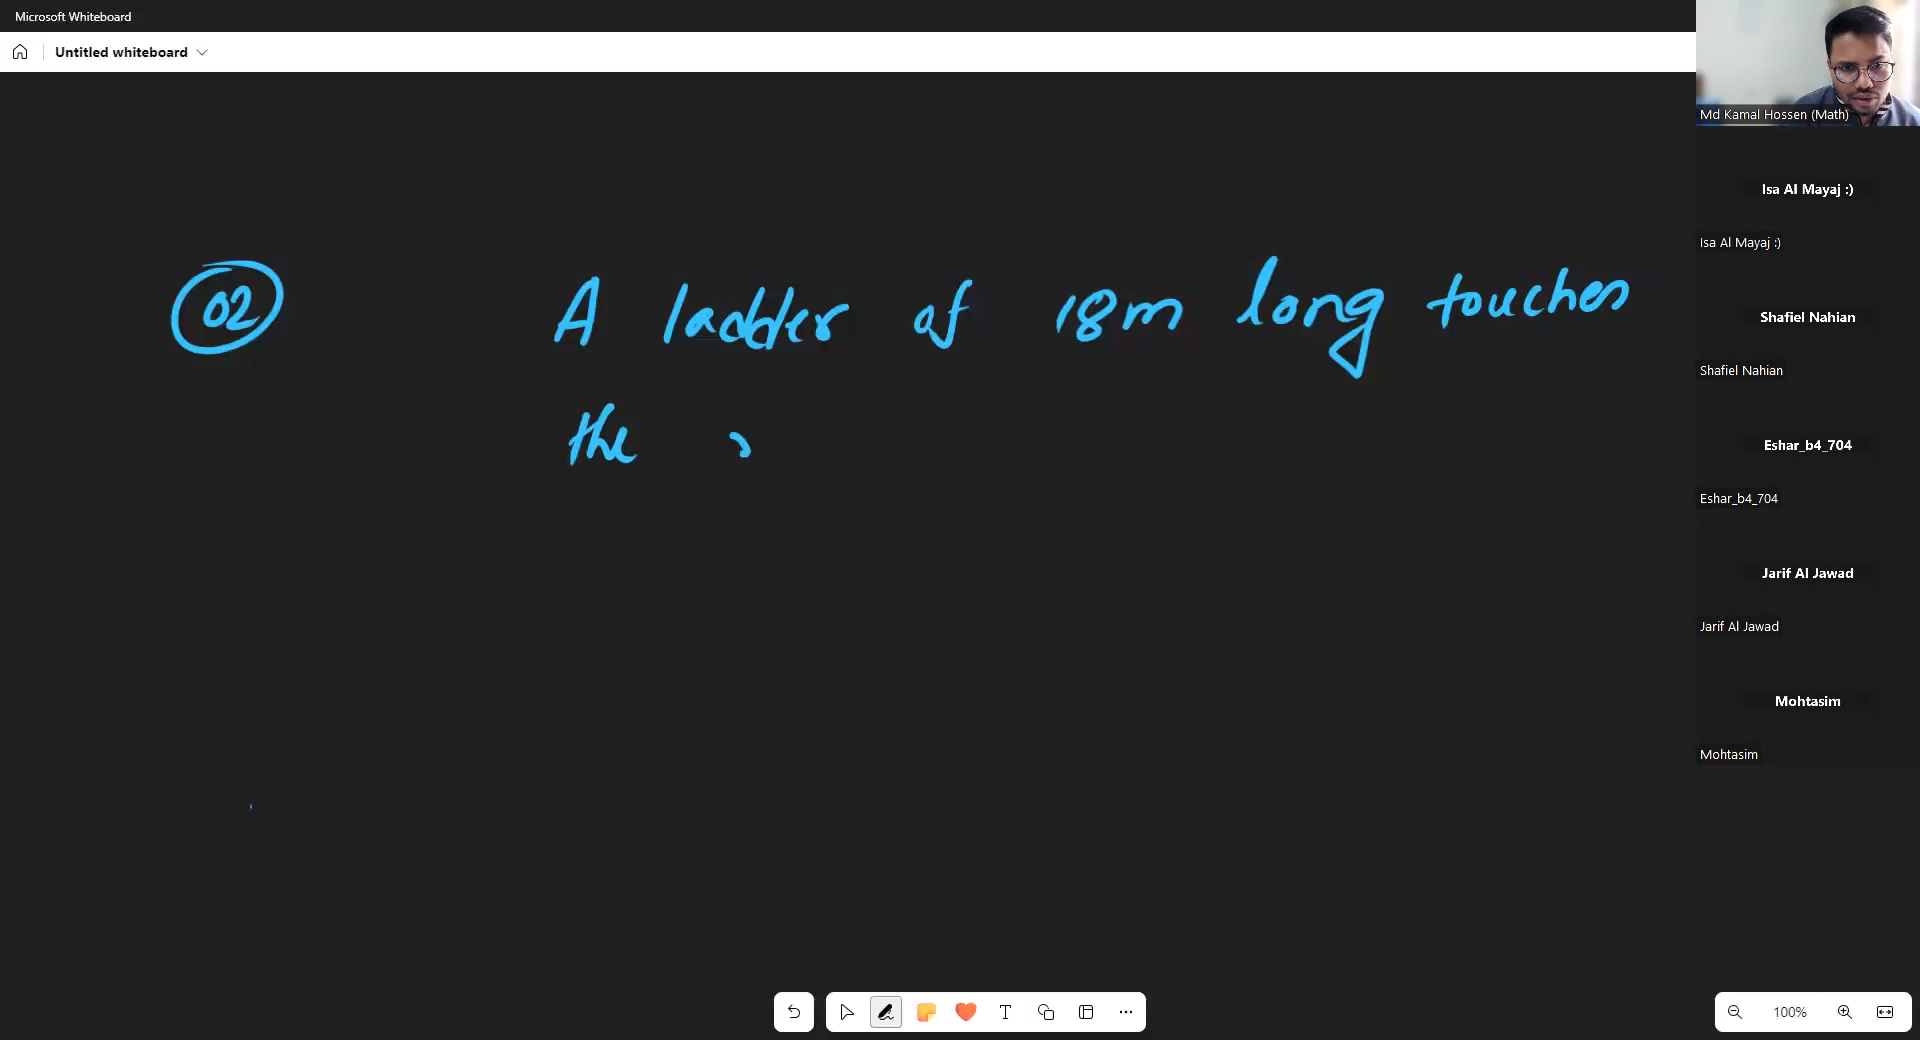 Microsoft Whiteboard
Untitled whiteboard
Md Kamal Hossen (Math)
Isa Al Mayaj :)
Isa Al Mayaj :)
02 A ladder of 18m long touches
the
Shafiel Nahian
Shafiel Nahian
Eshar_b4_704
Eshar_b4_704
Jarif Al Jawad
Jarif Al Jawad
Mohtasim
Mohtasim
T
100%